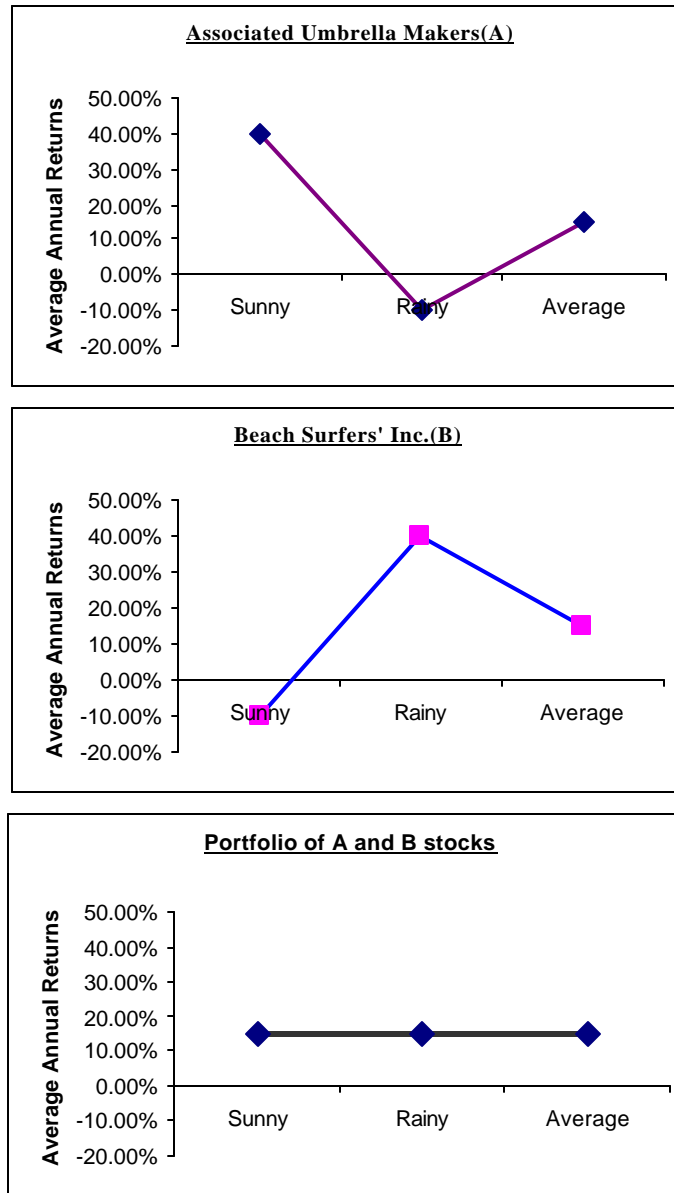 Associated Umbrella Makers(A)
Average Annual Returns
50.00%
40.00%
30.00%
20.00%
10.00%
0.00%
-10.00%
-20.00%
Sunny
Rainy
Average
Beach Surfers' Inc.(B)
Average Annual Returns
50.00%
40.00%
30.00%
20.00%
10.00%
0.00%
-10.00%
-20.00%
Sunny
Rainy
Average
Portfolio of A and B stocks
Average Annual Returns
50.00%
40.00%
30.00%
20.00%
10.00%
0.00%
-10.00%
-20.00%
Sunny
Rainy
Average